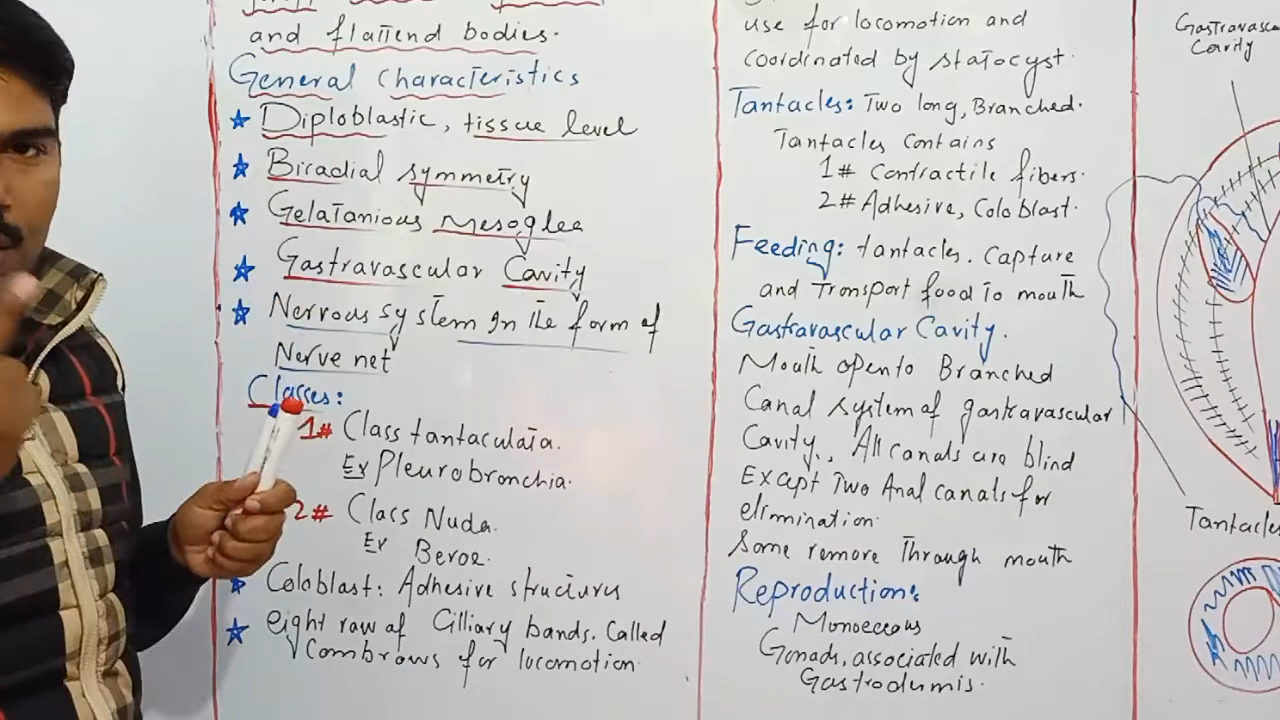 and flattend bodies.
General Characteristics
Diploblastic, tissue level
Biradial symmetry
Gelatanious Mesoglea
Gastravascular Cavity
Nervous system In the form of
Nerve net
Classes:
1# Class tantaculata.
Ex Pleurobronchia.
2# Class Nuda.
Ex Beroe.
Coloblast: Adhesive structures
eight row of Cilliary bands. Called
Combrows for locomotion.
use for locomotion and
coordinated by statocyst.
Tantacles: Two long, Branched.
Tantacles Contains
1# Contractile fibers.
2# Adhesive, Coloblast.
Feeding: tantacles. Capture
and Transport food to mouth
Gastravascular Cavity.
Mouth open to Branched
Canal system of gastravascular
Cavity., All canals are blind
Except Two Anal canals for
elimination.
Some remove Through mouth
Reproduction:
Monoecous
Gonads, associated with
Gastrodumis.
Cavity
Tantacles